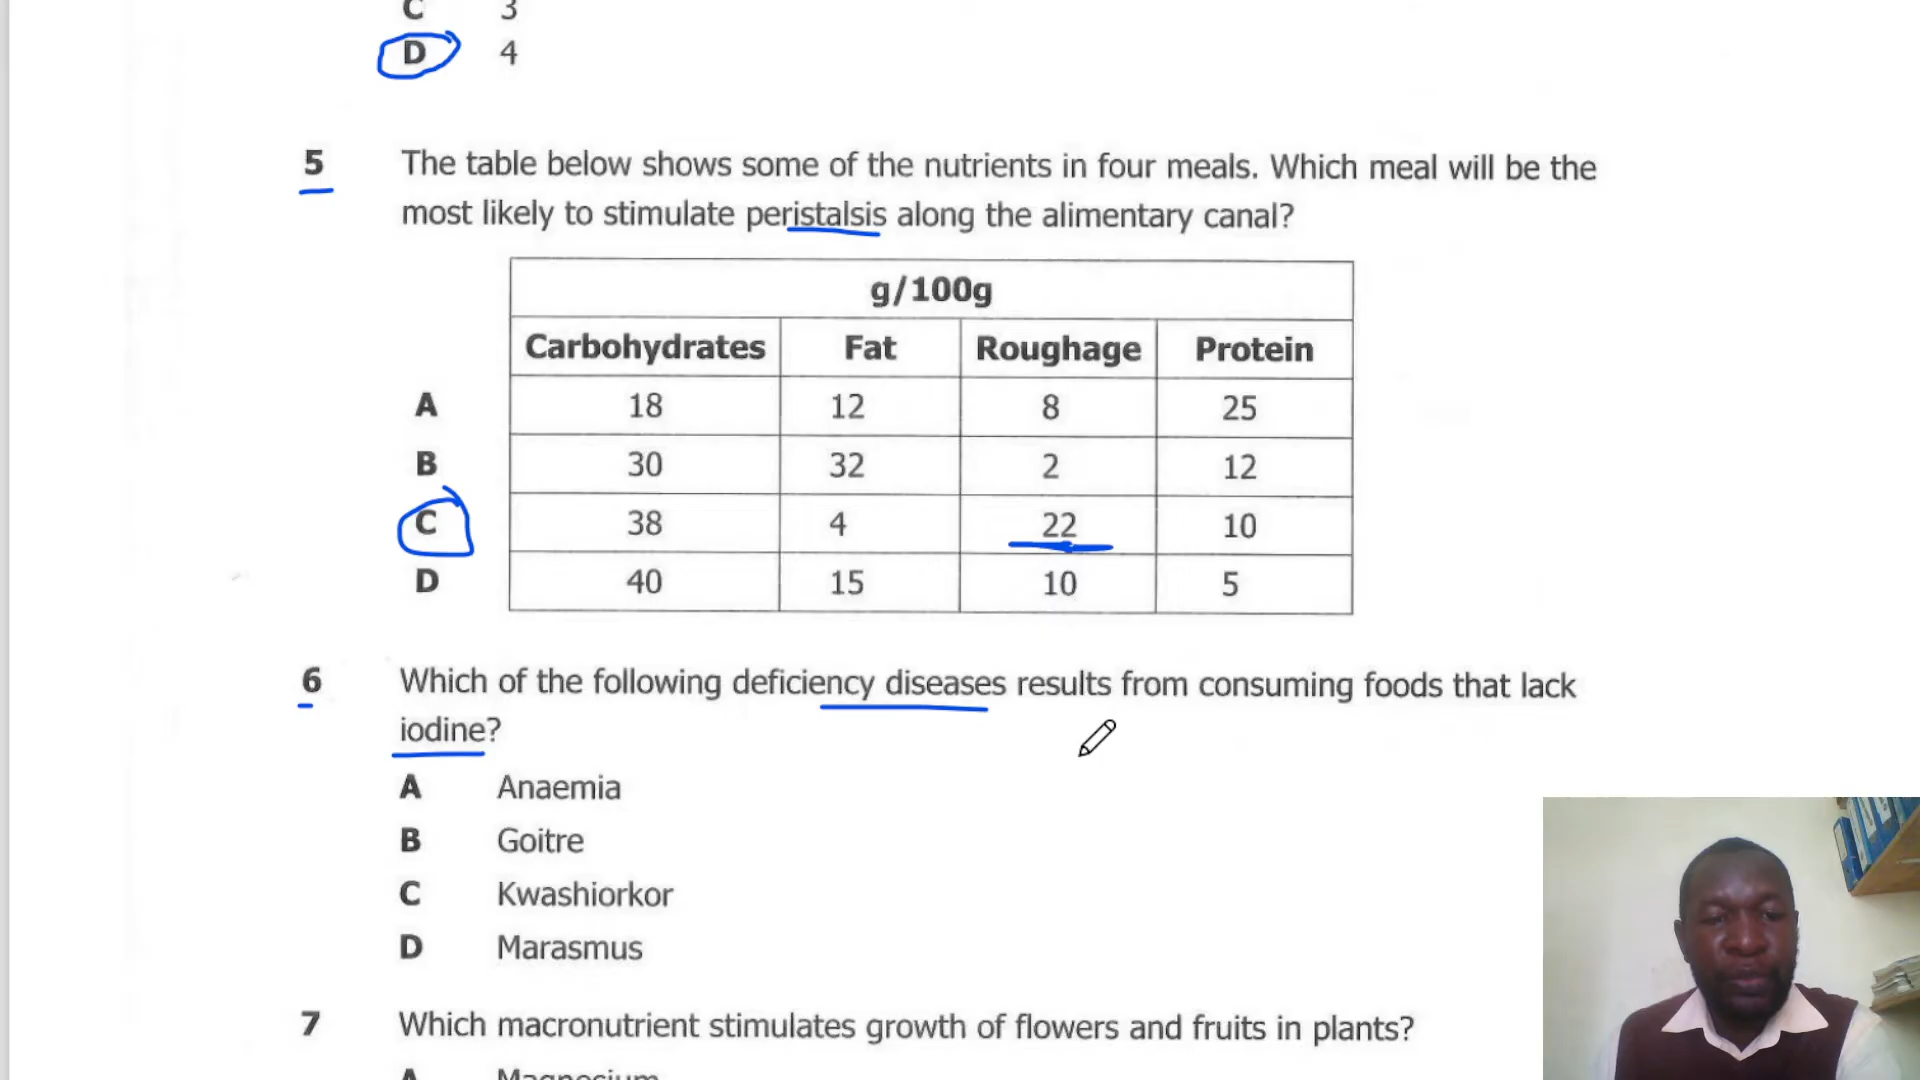 C 3
D 4
5 The table below shows some of the nutrients in four meals. Which meal will be the
most likely to stimulate peristalsis along the alimentary canal?
g/100g
Carbohydrates Fat Roughage Protein
A 18 12 8 25
B 30 32 2 12
C 38 4 22 10
D 40 15 10 5
6 Which of the following deficiency diseases results from consuming foods that lack
iodine?
A Anaemia
B Goitre
C Kwashiorkor
D Marasmus
7 Which macronutrient stimulates growth of flowers and fruits in plants?
A Magnesium